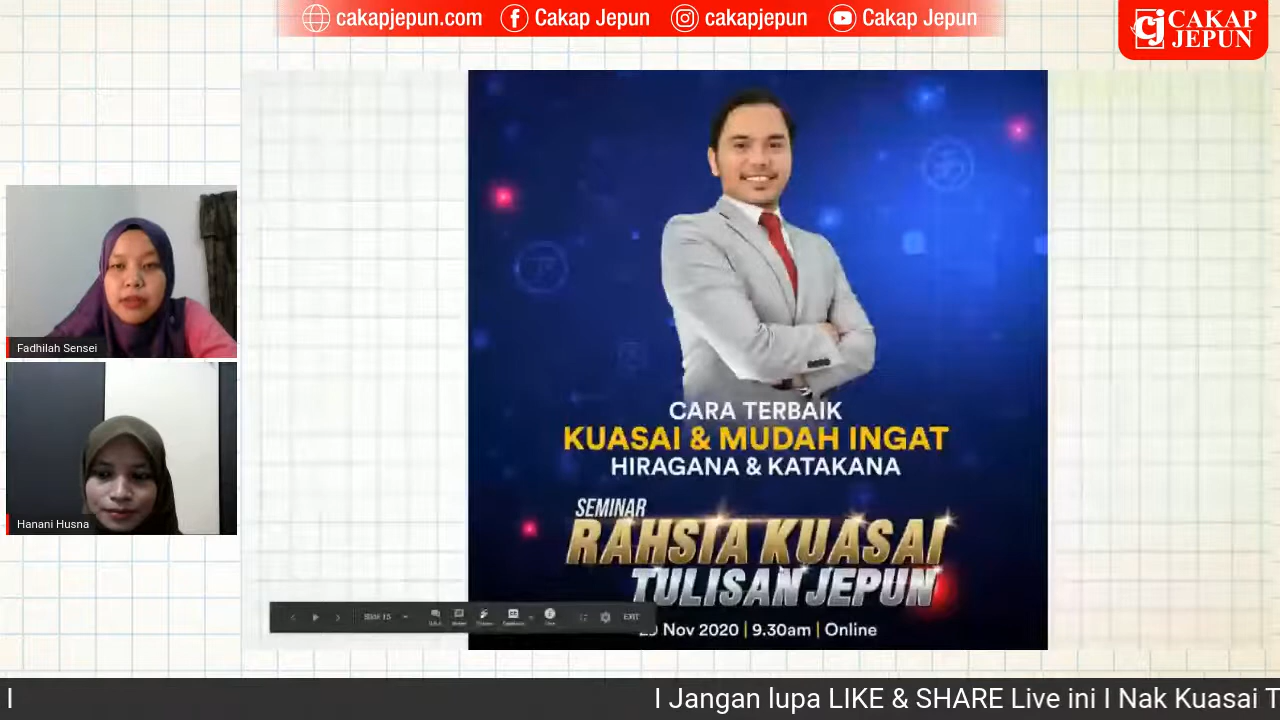 cakapjepun.com
Cakap Jepun
cakapjepun
Cakap Jepun
CAKAP
JEPUN
Fadhilah Sensei
Hanani Husna
CARA TERBAIK
KUASAI & MUDAH INGAT
HIRAGANA & KATAKANA
SEMINAR
RAHSIA KUASAI
TULISAN JEPUN
Nov 2020 | 9.30am | Online
Slide 15
EXIT
I
I Jangan lupa LIKE & SHARE Live ini I Nak Kuasai T